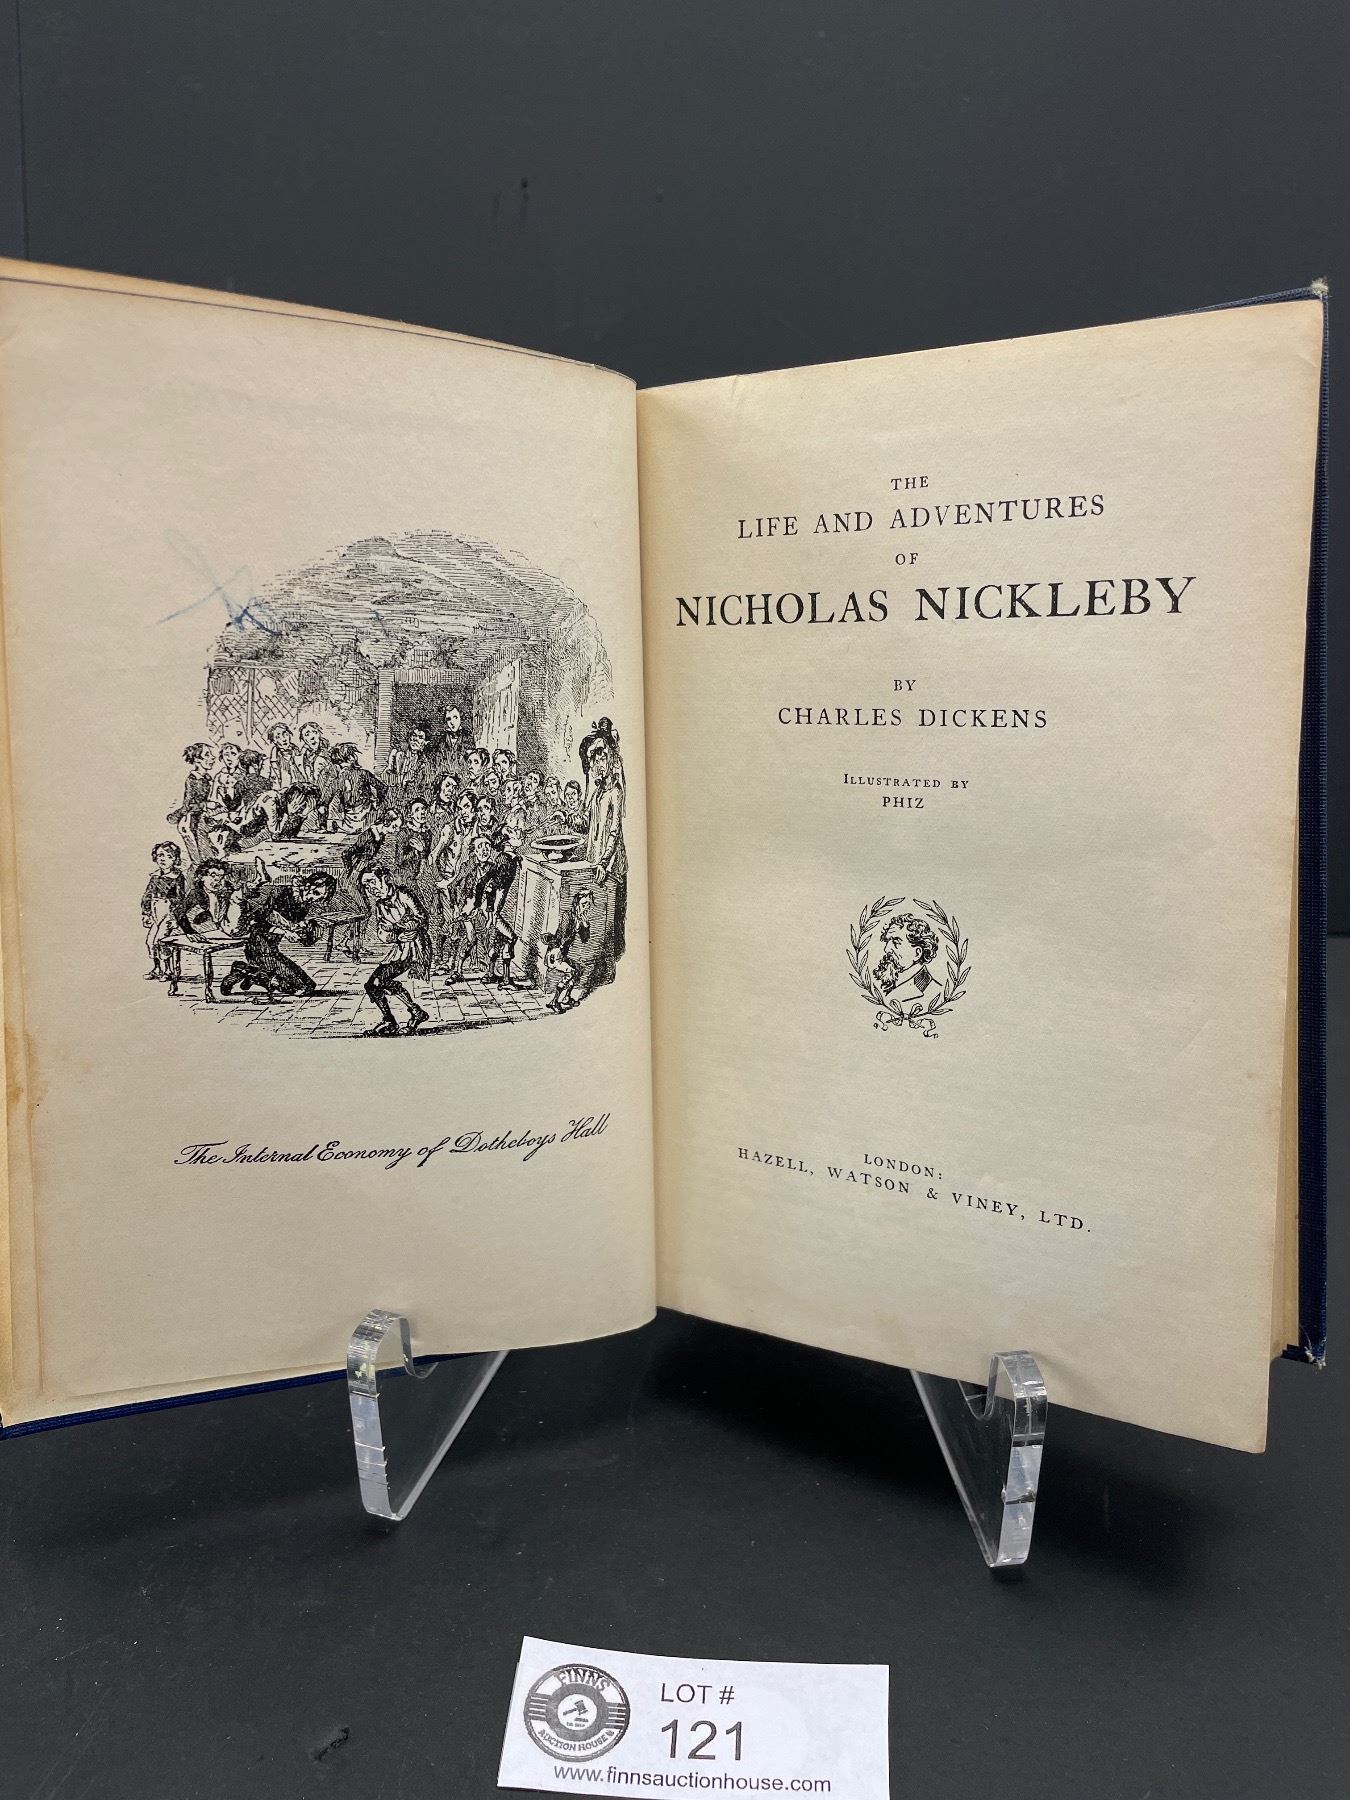 The Internal Economy of Dotheboys Hall
THE
LIFE AND ADVENTURES
OF
NICHOLAS NICKLEBY
BY
CHARLES DICKENS
ILLUSTRATED BY
PHIZ
LONDON:
HAZELL, WATSON & VINEY, LTD.
FINNS
AUCTION HOUSE
LOT #
121
www.finnsauctionhouse.com